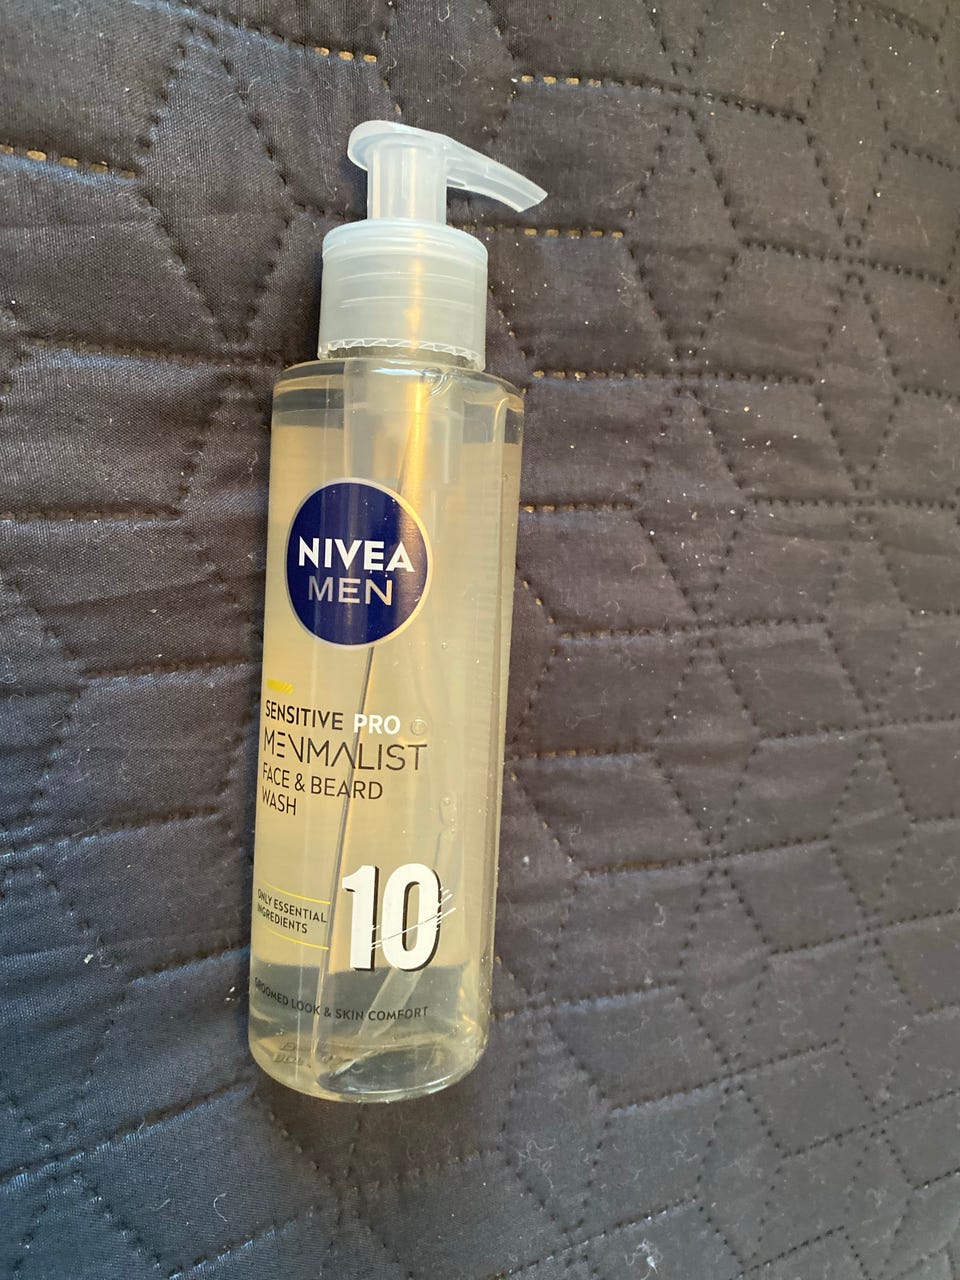 NIVEA
MEN
SENSITIVE PRO
MENMALIST
FACE & BEARD
WASH
10
ONLY ESSENTIAL
INGREDIENTS
GROOMED LOOK & SKIN COMFORT